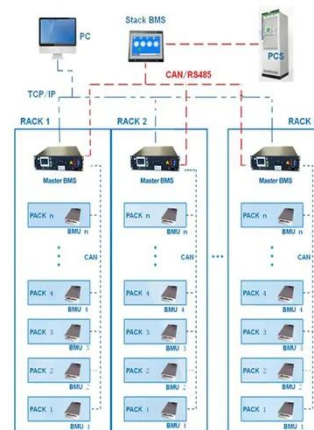 PC
Stack BMS
PCS
CAN/RS485
TCP/IP
RACK 1
RACK 2
RACK
Master BMS
Master BMS
Master BMS
PACK n
BMU n
PACK n
BMU n
PACK n
BMU n
CAN
CAN
CAN
PACK 4
BMU 4
PACK 4
BMU 4
PACK 4
BMU 4
PACK 3
BMU 3
PACK 3
BMU 3
PACK 3
BMU 3
PACK 2
BMU 2
PACK 2
BMU 2
PACK 2
BMU 2
PACK 1
BMU 1
PACK 1
BMU 1
PACK 1
BMU 1